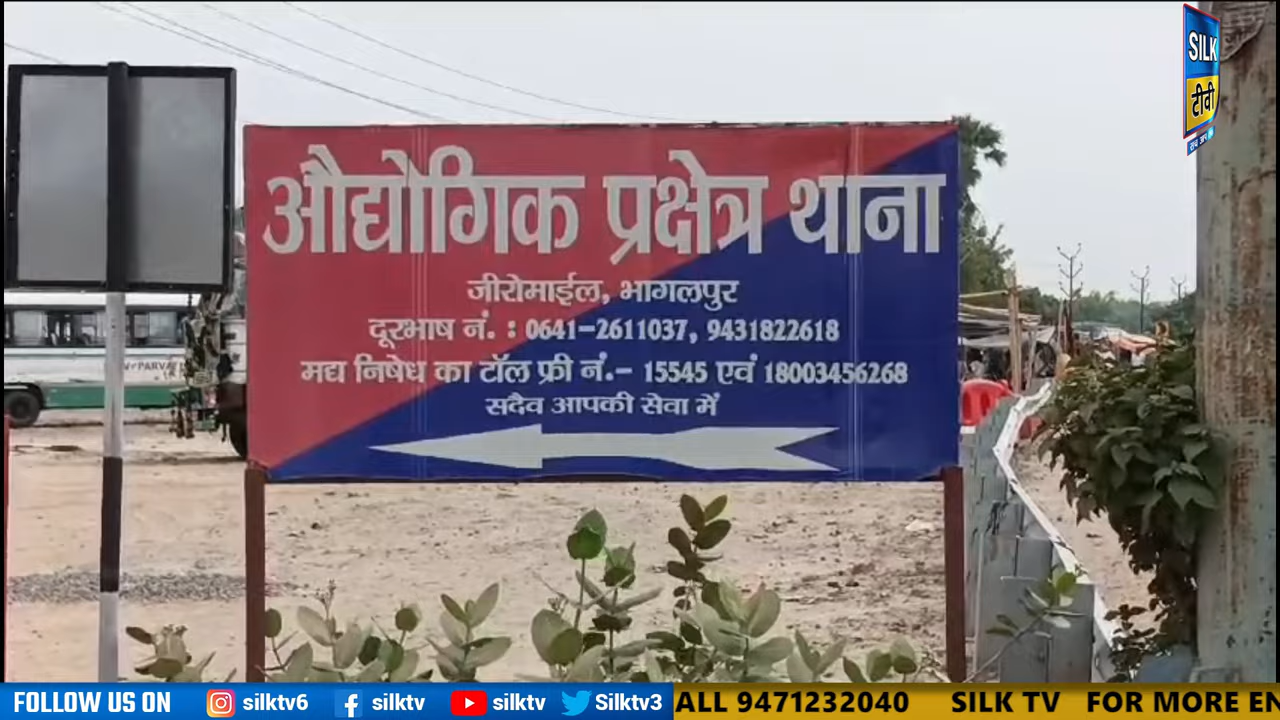 SILK
टीवी
औद्योगिक प्रक्षेत्र थाना
जीरोमाईल, भागलपुर
दूरभाष नं. : 0641-2611037, 9431822618
मद्य निषेध का टॉल फ्री नं.- 15545 एवं 18003456268
सदैव आपकी सेवा में
FOLLOW US ON silktv6 silktv silktv Silktv3 ALL 9471232040 SILK TV FOR MORE EN